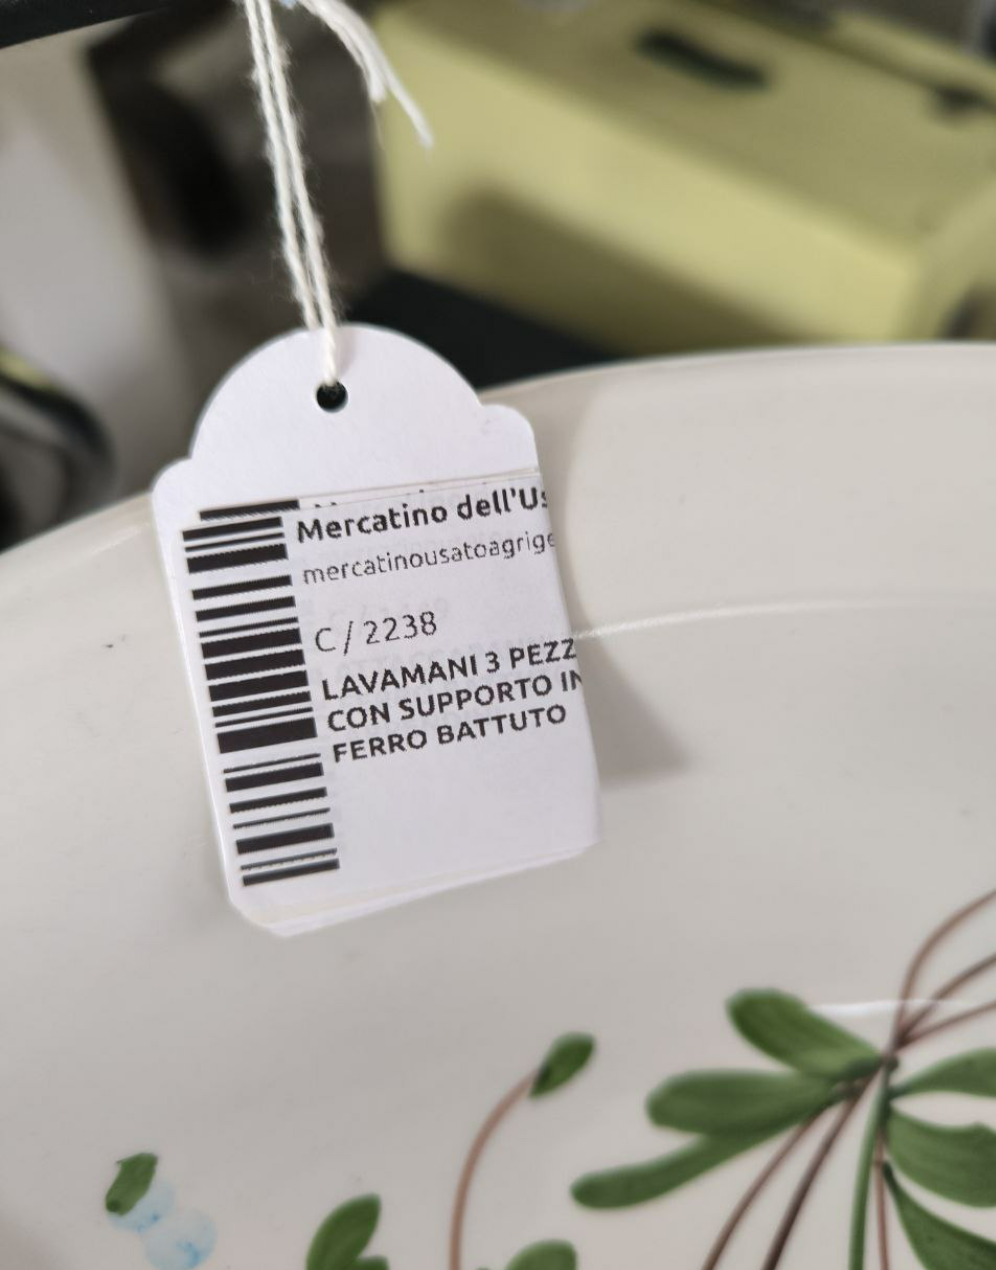 Mercatino dell'Us
mercatinousatoagrige
C / 2238
LAVAMANI 3 PEZZ
CON SUPPORTO IN
FERRO BATTUTO